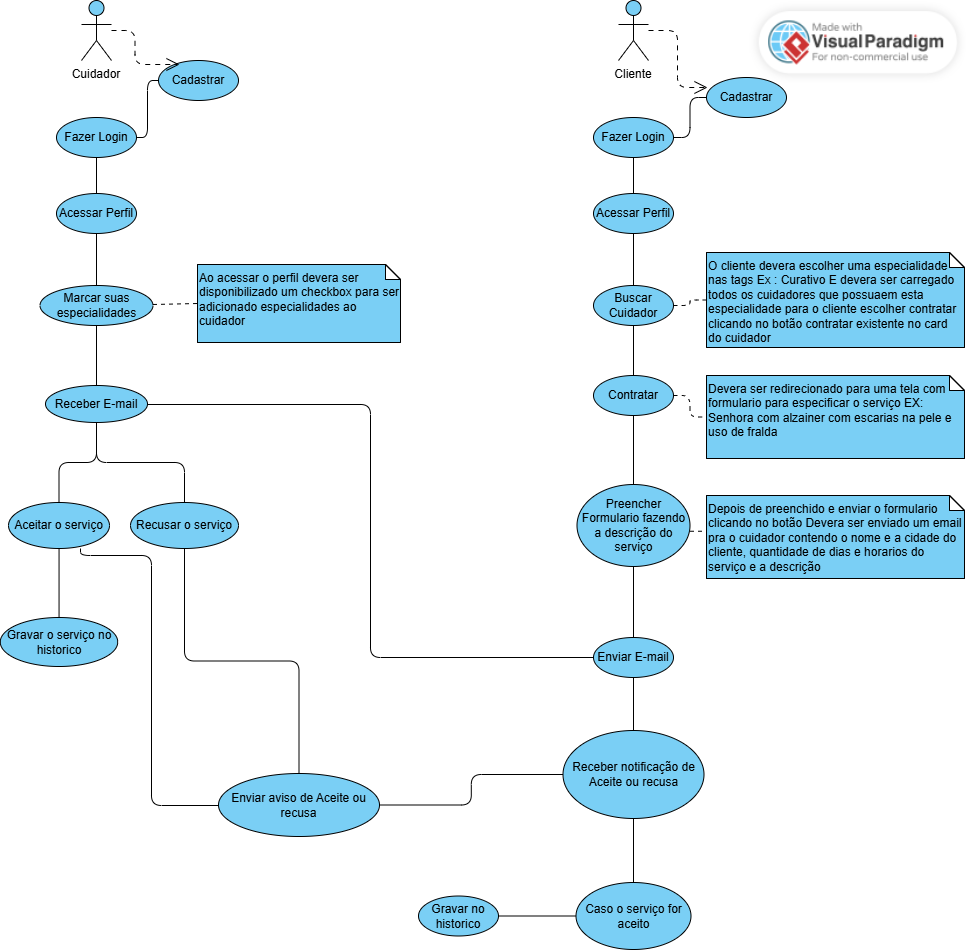 Made with
Visual Paradigm
For non-commercial use
Cuidador
Cadastrar
Fazer Login
Acessar Perfil
Marcar suas
especialidades
Ao acessar o perfil devera ser
disponibilizado um checkbox para ser
adicionado especialidades ao
cuidador
Receber E-mail
Aceitar o serviço
Recusar o serviço
Gravar o serviço no
historico
Enviar aviso de Aceite ou
recusa
Cliente
Cadastrar
Fazer Login
Acessar Perfil
Buscar
Cuidador
O cliente devera escolher uma especialidade
nas tags Ex : Curativo E devera ser carregado
todos os cuidadores que possuaem esta
especialidade para o cliente escolher contratar
clicando no botão contratar existente no card
do cuidador
Contratar
Devera ser redirecionado para uma tela com
formulario para especificar o serviço EX:
Senhora com alzainer com escarias na pele e
uso de fralda
Preencher
Formulario fazendo
a descrição do
serviço
Depois de preenchido e enviar o formulario
clicando no botão Devera ser enviado um email
pra o cuidador contendo o nome e a cidade do
cliente, quantidade de dias e horarios do
serviço e a descrição
Enviar E-mail
Receber notificação de
Aceite ou recusa
Caso o serviço for
aceito
Gravar no
historico